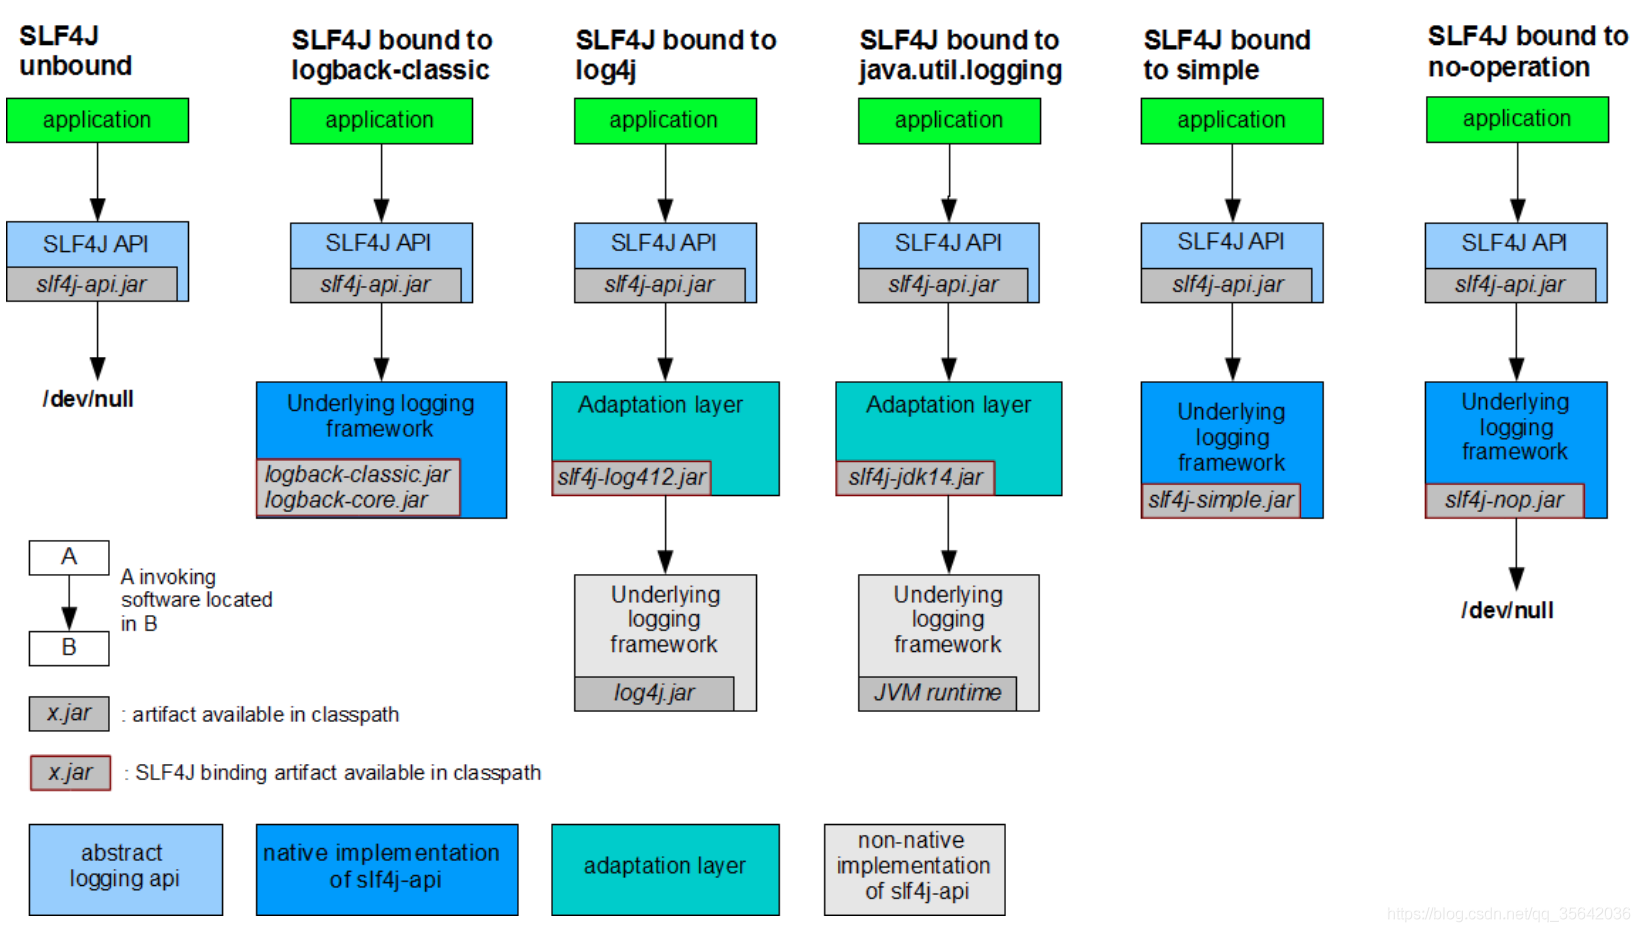 SLF4J
unbound
application
SLF4J API
slf4j-api.jar
/dev/null
SLF4J bound to
logback-classic
application
SLF4J API
slf4j-api.jar
Underlying logging
framework
logback-classic.jar
logback-core.jar
SLF4J bound to
log4j
application
SLF4J API
slf4j-api.jar
Adaptation layer
slf4j-log412.jar
Underlying
logging
framework
log4j.jar
SLF4J bound to
java.util.logging
application
SLF4J API
slf4j-api.jar
Adaptation layer
slf4j-jdk14.jar
Underlying
logging
framework
JVM runtime
SLF4J bound
to simple
application
SLF4J API
slf4j-api.jar
Underlying
logging
framework
slf4j-simple.jar
SLF4J bound to
no-operation
application
SLF4J API
slf4j-api.jar
Underlying
logging
framework
slf4j-nop.jar
/dev/null
A
B
A invoking
software located
in B
x.jar : artifact available in classpath
x.jar : SLF4J binding artifact available in classpath
abstract
logging api
native implementation
of slf4j-api
adaptation layer
non-native
implementation
of slf4j-api
https://blog.csdn.net/qq_35642036